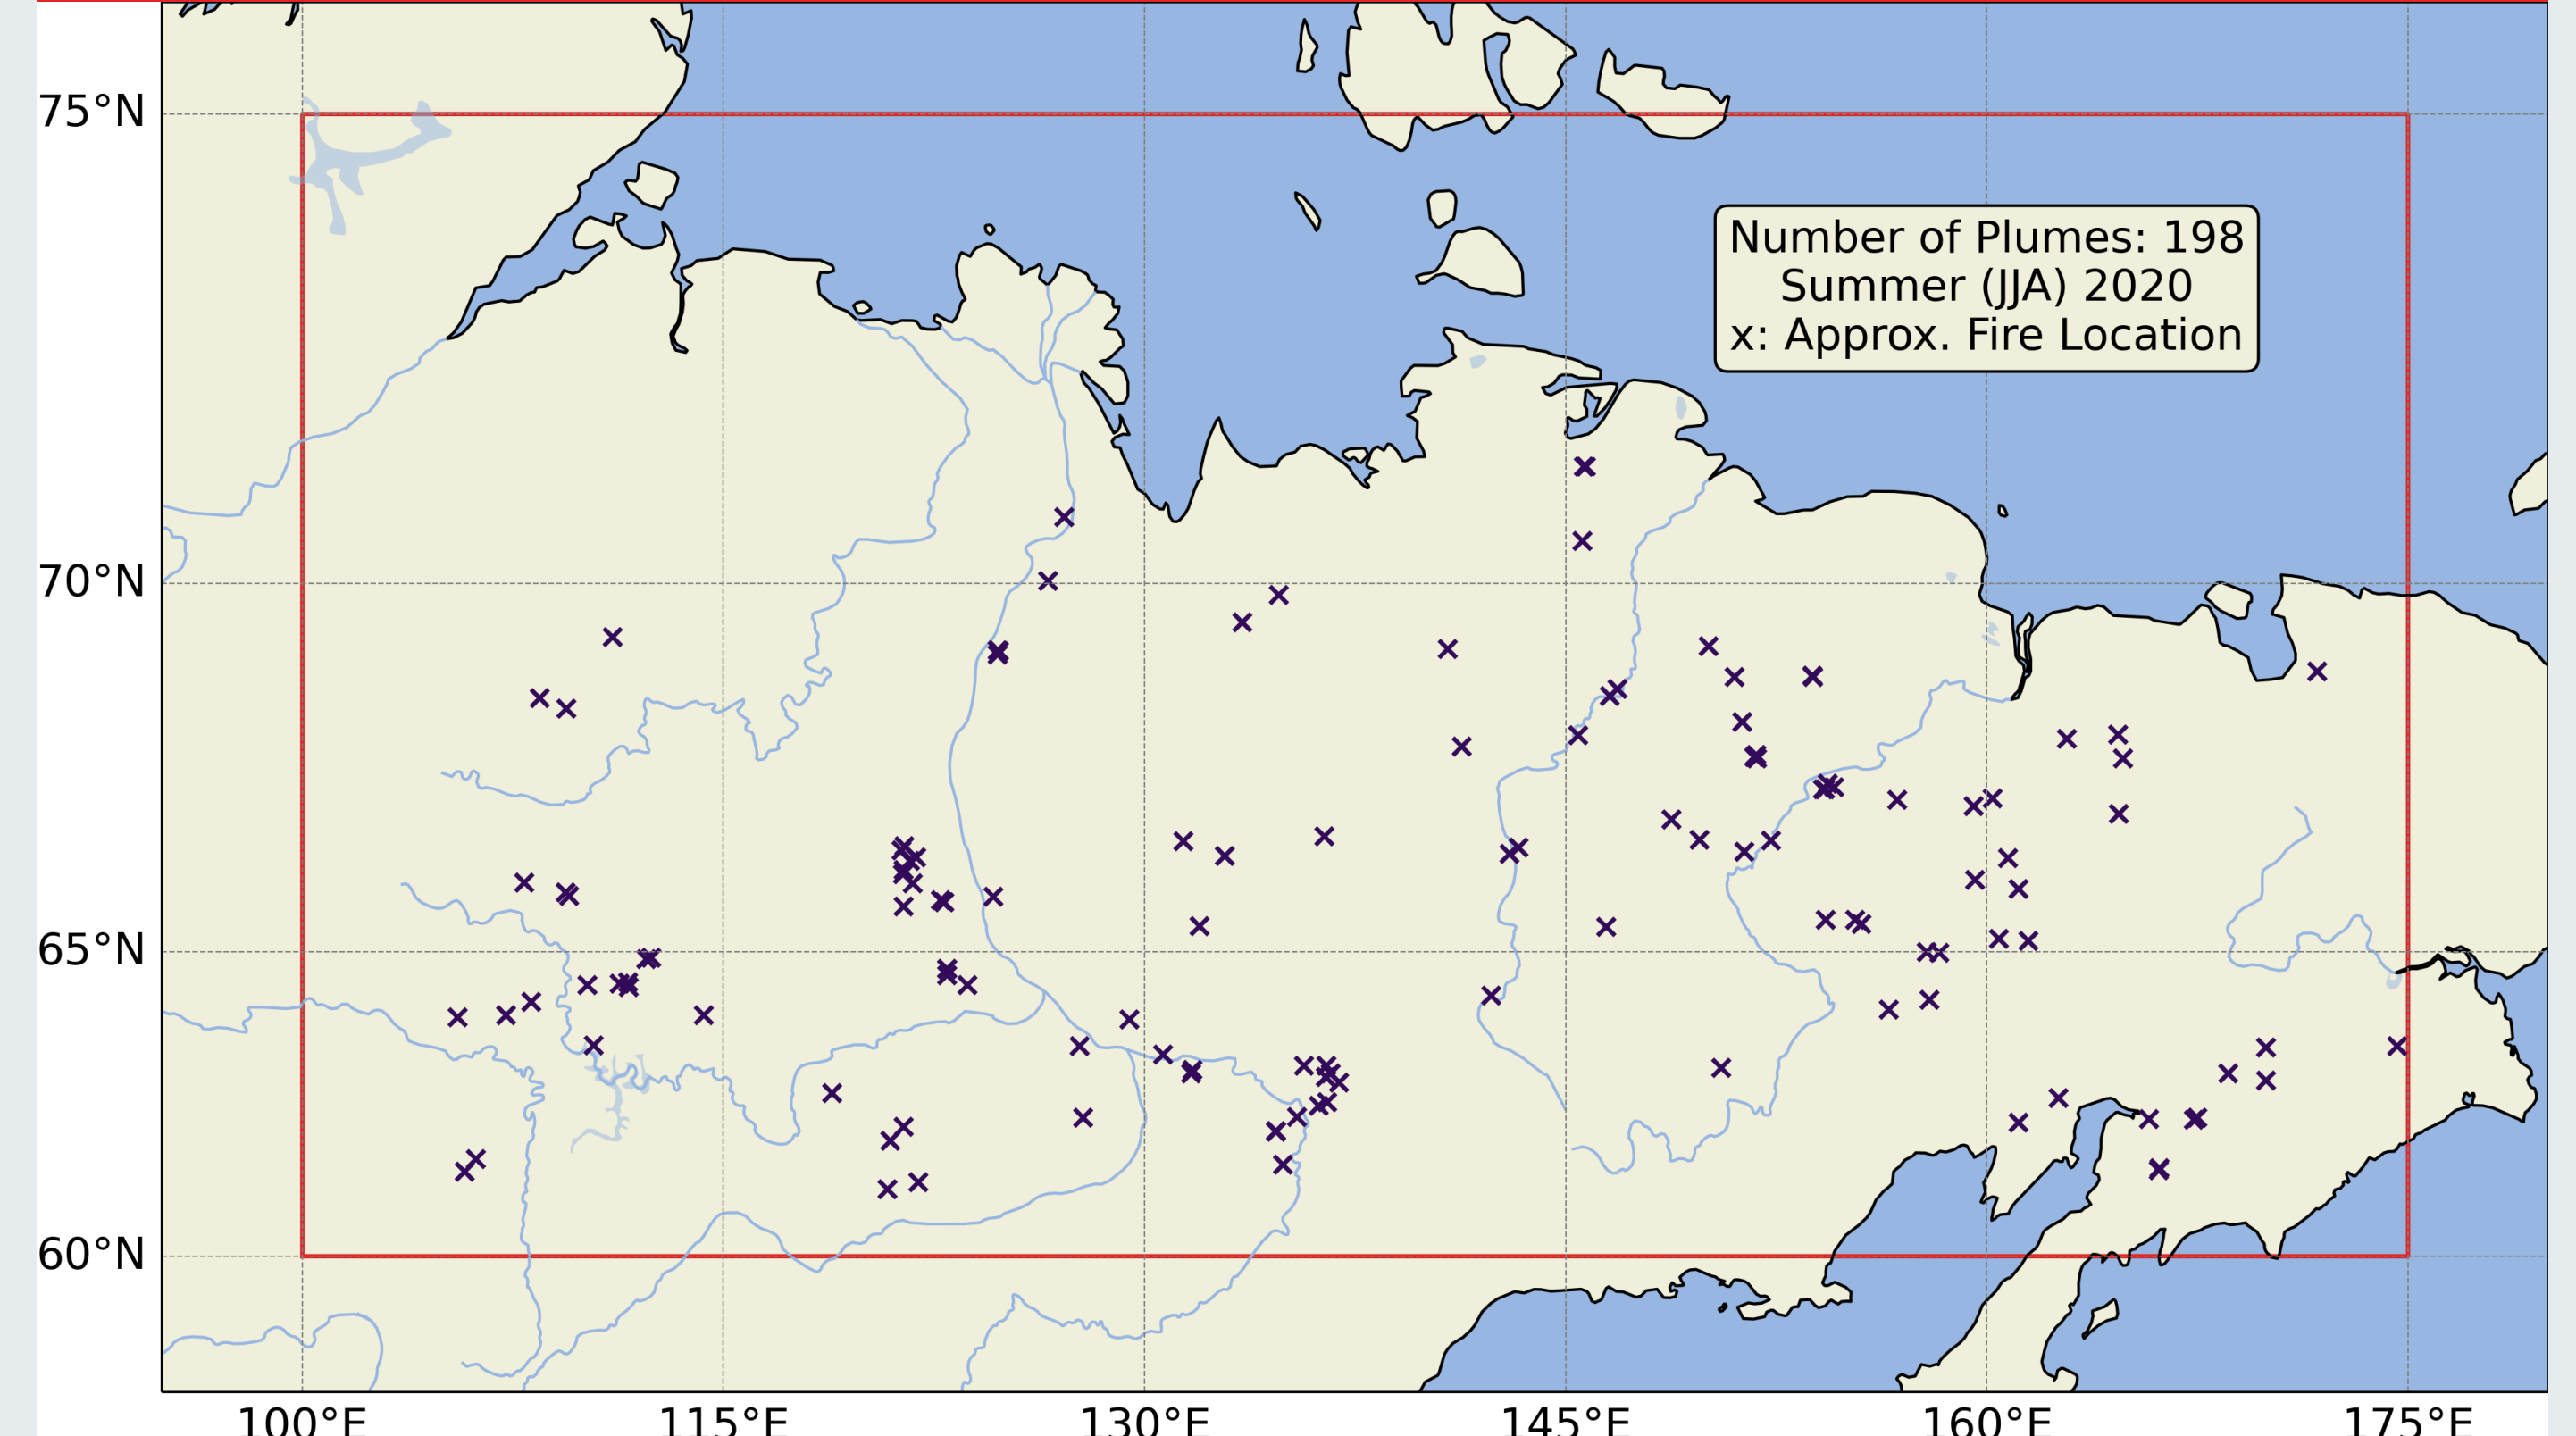 75°N
Number of Plumes: 198
Summer (JJA) 2020
x: Approx. Fire Location
70°N
65°N
60°N
100°E 115°E 130°E 145°E 160°E 175°E